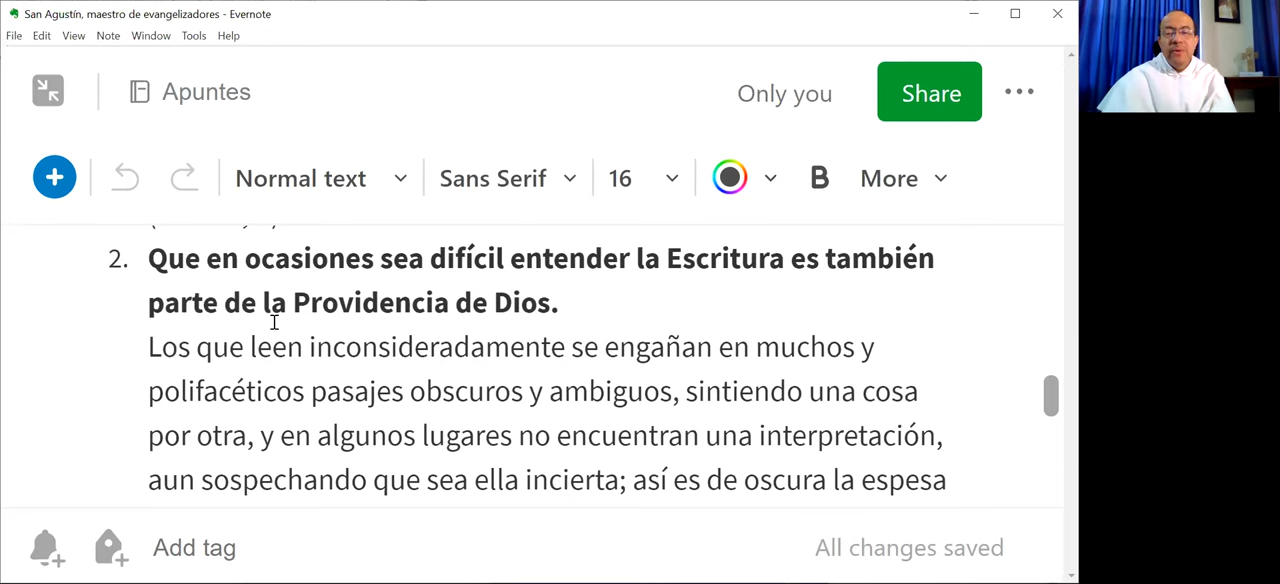 San Agustín, maestro de evangelizadores - Evernote
File Edit View Note Window Tools Help
Apuntes
Only you
Share
Normal text
Sans Serif
16
B
More
2. Que en ocasiones sea difícil entender la Escritura es también
parte de la Providencia de Dios.
Los que leen inconsideradamente se engañan en muchos y
polifacéticos pasajes obscuros y ambiguos, sintiendo una cosa
por otra, y en algunos lugares no encuentran una interpretación,
aun sospechando que sea ella incierta; así es de oscura la espesa
Add tag
All changes saved